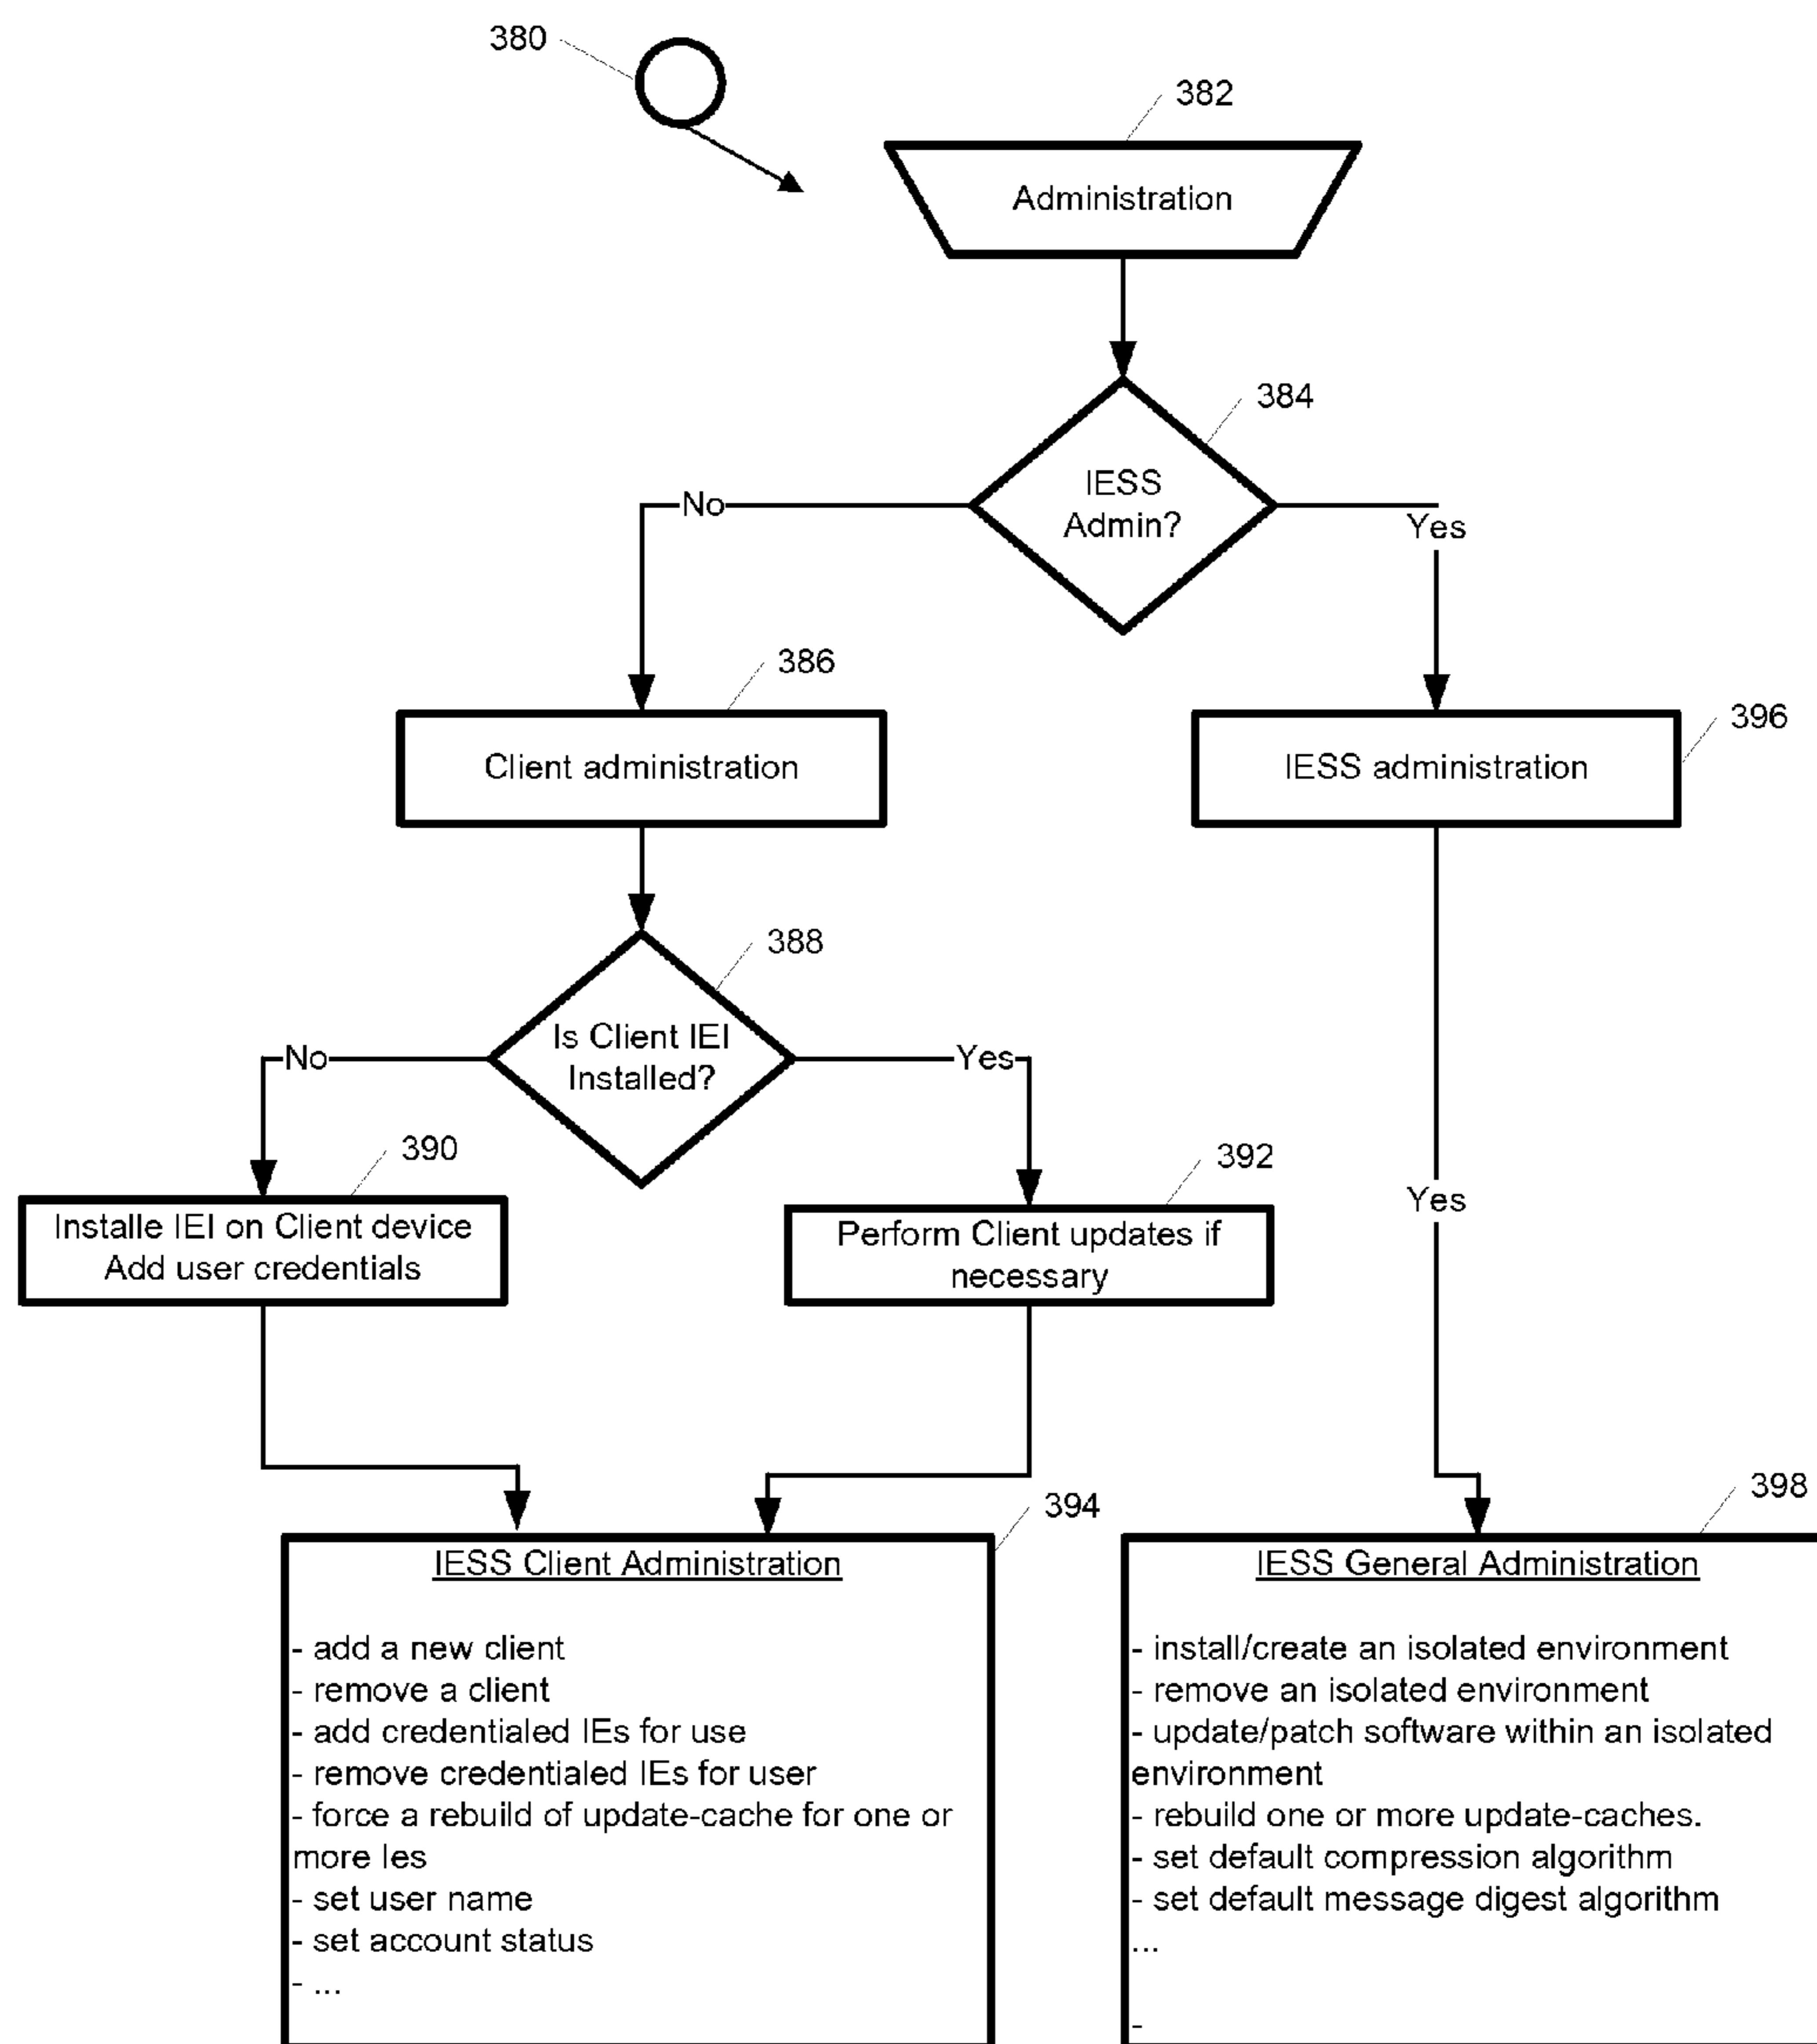 380
382
Administration
384
IESS
Admin?
No
Yes
386
Client administration
396
IESS administration
388
Is Client IEI
Installed?
No
Yes
390
Installe IEI on Client device
Add user credentials
392
Perform Client updates if
necessary
Yes
394
IESS Client Administration
- add a new client
- remove a client
- add credentialed IEs for use
- remove credentialed IEs for user
- force a rebuild of update-cache for one or
more Ies
- set user name
- set account status
- ...
398
IESS General Administration
- install/create an isolated environment
- remove an isolated environment
- update/patch software within an isolated
environment
- rebuild one or more update-caches.
- set default compression algorithm
- set default message digest algorithm
...
-